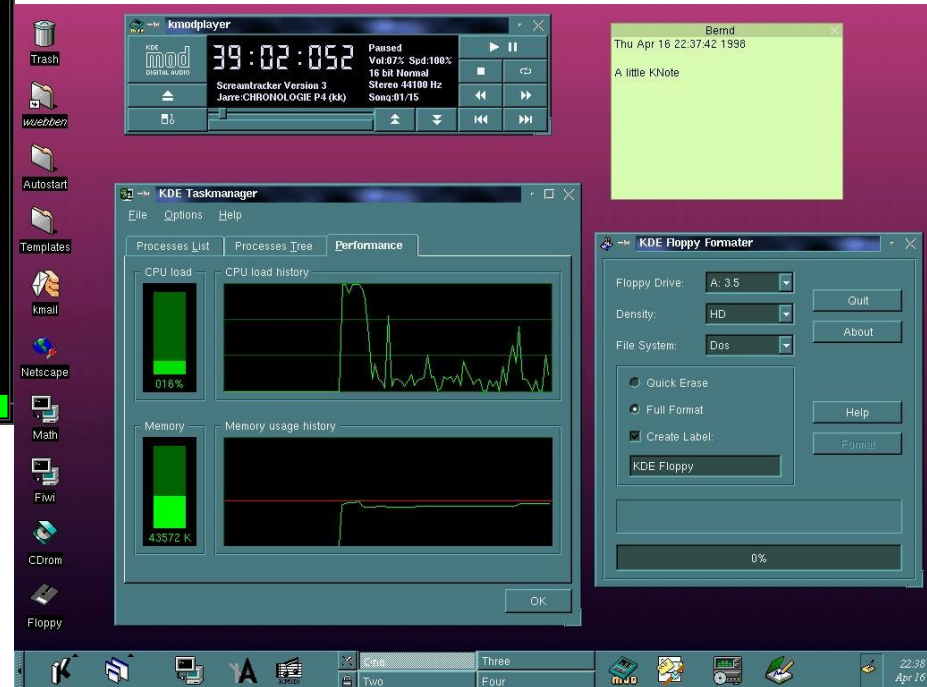 Trash
wuebben
Autostart
Templates
kmail
Netscape
Math
Fiwi
CDrom
Floppy
kmodplayer
KDE
mod
DIGITAL AUDIO
39:02:052
Paused
Vol:07% Spd:100%
16 bit Normal
Stereo 44100 Hz
Song:01/15
Screamtracker Version 3
Jarre:CHRONOLOGIE P4 (kk)
Bernd
Thu Apr 16 22:37:42 1998
A little KNote
KDE Taskmanager
File Options Help
Processes List Processes Tree Performance
CPU load CPU load history
016%
Memory Memory usage history
43572 K
OK
KDE Floppy Formater
Floppy Drive: A: 3.5
Density: HD
File System: Dos
Quit
About
Quick Erase
Full Format
Create Label:
KDE Floppy
Help
Format
0%
One Three
Two Four
22:38
Apr 16